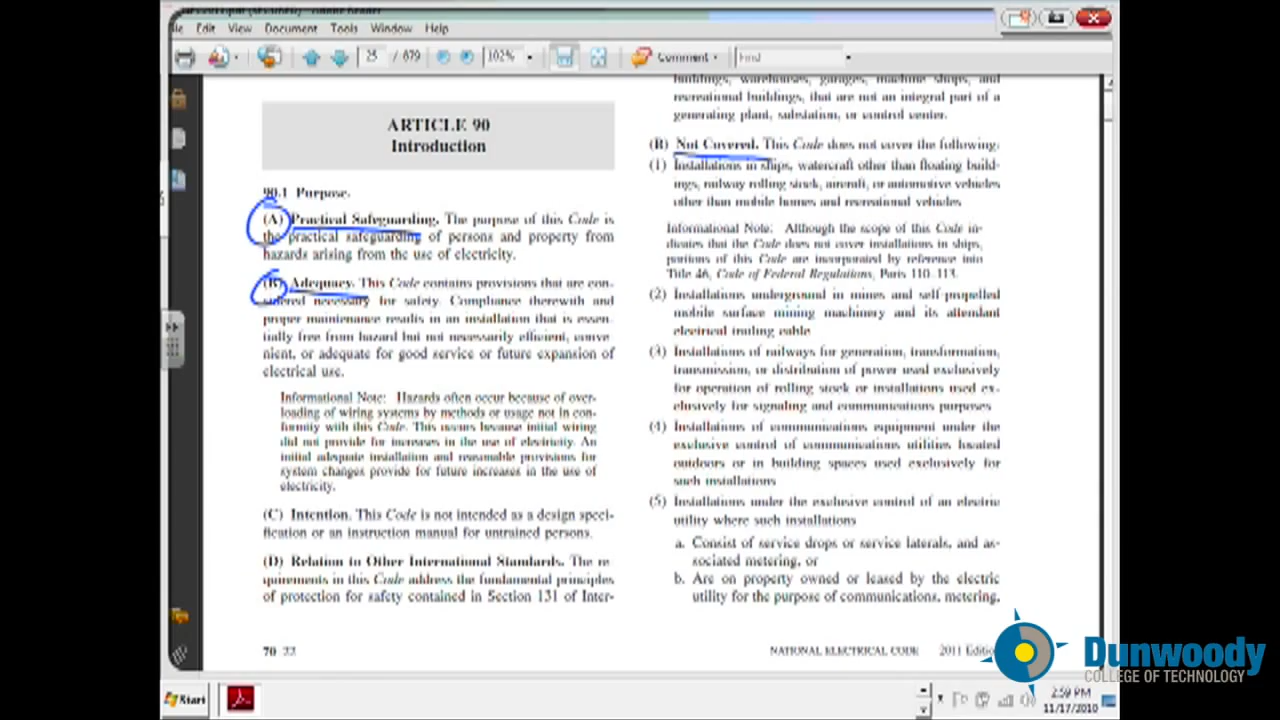 Edit View Document Tools Window Help
25 / 879 102% Comment Find
ARTICLE 90
Introduction
90.1 Purpose.
(A) Practical Safeguarding. The purpose of this Code is
the practical safeguarding of persons and property from
hazards arising from the use of electricity.
(B) Adequacy. This Code contains provisions that are con-
sidered necessary for safety. Compliance therewith and
proper maintenance results in an installation that is essen-
tially free from hazard but not necessarily efficient, conve-
nient, or adequate for good service or future expansion of
electrical use.
Informational Note: Hazards often occur because of over-
loading of wiring systems by methods or usage not in con-
formity with this Code. This occurs because initial wiring
did not provide for increases in the use of electricity. An
initial adequate installation and reasonable provisions for
system changes provide for future increases in the use of
electricity.
(C) Intention. This Code is not intended as a design speci-
fication or an instruction manual for untrained persons.
(D) Relation to Other International Standards. The re-
quirements in this Code address the fundamental principles
of protection for safety contained in Section 131 of Inter-
70 22
buildings, warehouses, garages, machine shops, and
recreational buildings, that are not an integral part of a
generating plant, substation, or control center.
(B) Not Covered. This Code does not cover the following:
(1) Installations in ships, watercraft other than floating build-
ings, railway rolling stock, aircraft, or automotive vehicles
other than mobile homes and recreational vehicles
Informational Note: Although the scope of this Code in-
dicates that the Code does not cover installations in ships,
portions of this Code are incorporated by reference into
Title 46, Code of Federal Regulations, Parts 110–113.
(2) Installations underground in mines and self-propelled
mobile surface mining machinery and its attendant
electrical trailing cable
(3) Installations of railways for generation, transformation,
transmission, or distribution of power used exclusively
for operation of rolling stock or installations used ex-
clusively for signaling and communications purposes
(4) Installations of communications equipment under the
exclusive control of communications utilities located
outdoors or in building spaces used exclusively for
such installations
(5) Installations under the exclusive control of an electric
utility where such installations
a. Consist of service drops or service laterals, and as-
sociated metering, or
b. Are on property owned or leased by the electric
utility for the purpose of communications, metering,
NATIONAL ELECTRICAL CODE 2011 Edition
Dunwoody
COLLEGE OF TECHNOLOGY
Start
2:59 PM
11/17/2010